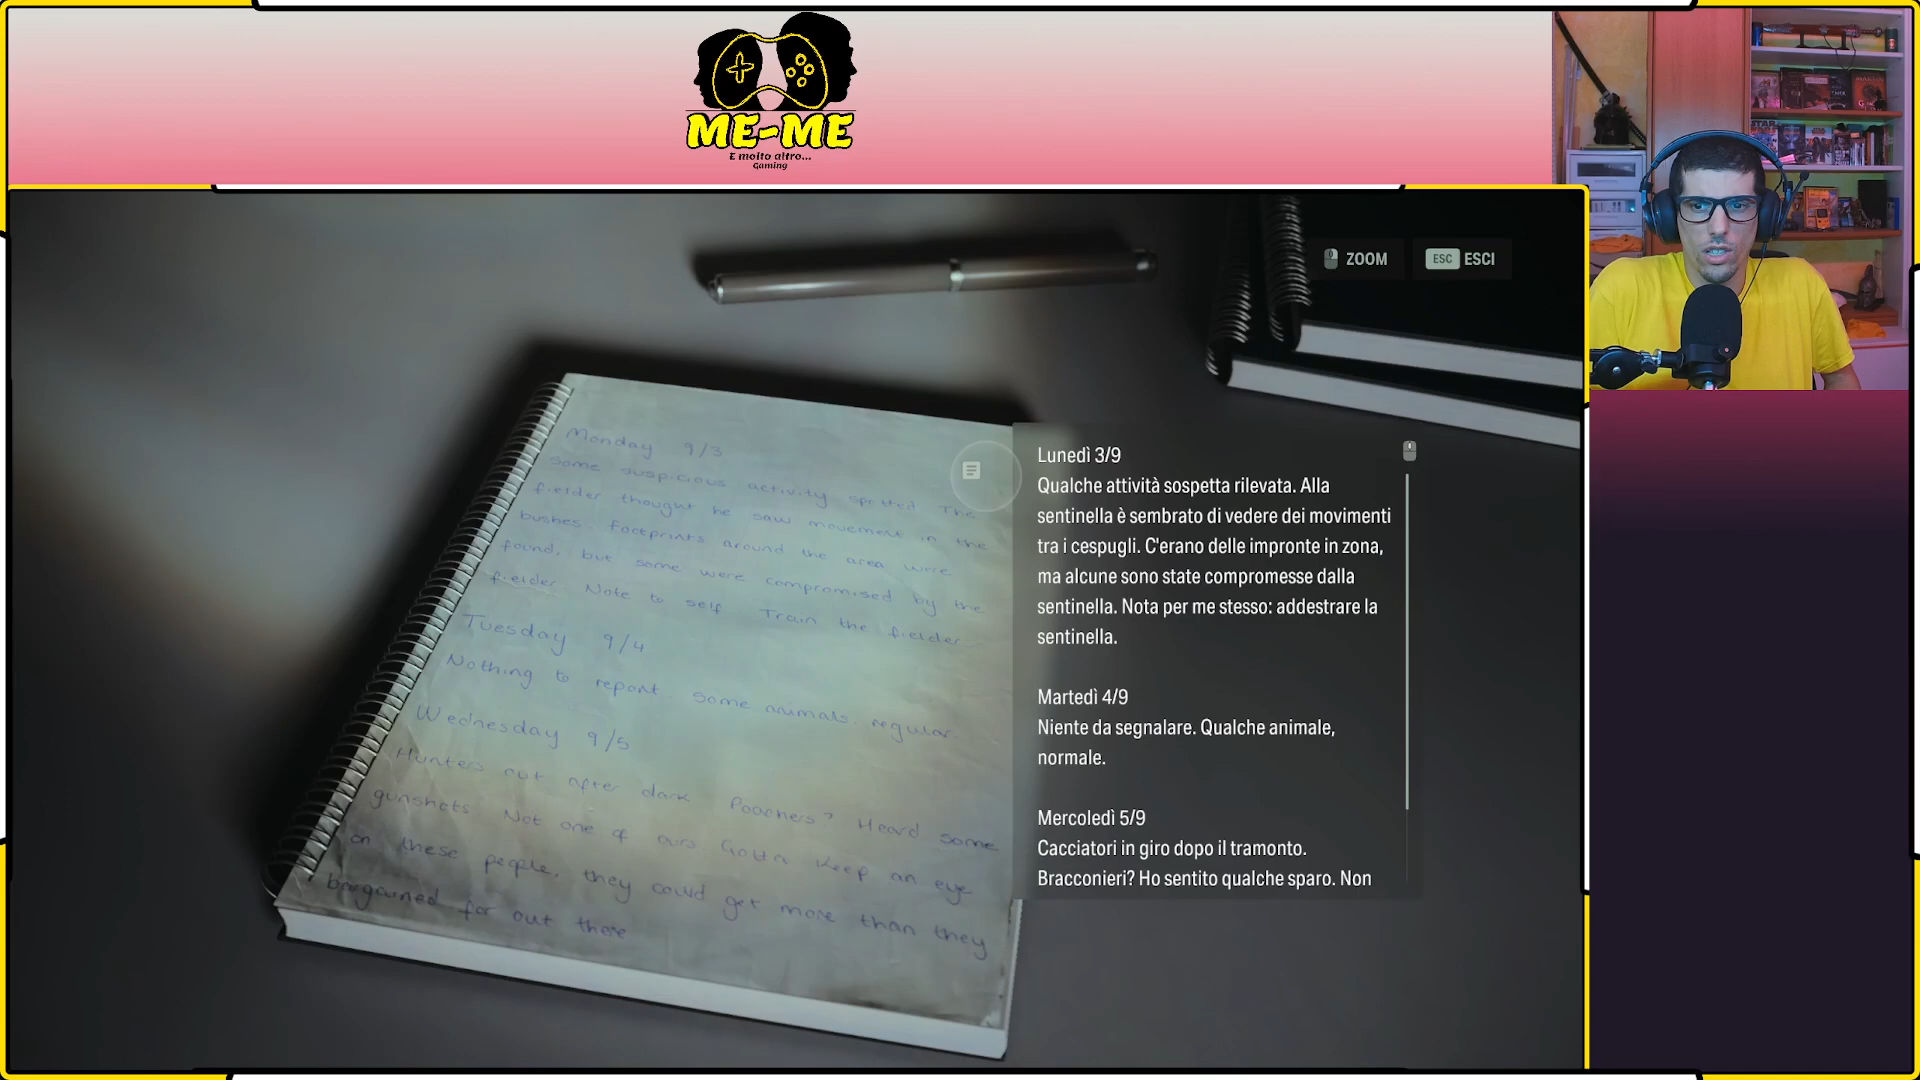 ME-ME
E molto altro...
Gaming
ZOOM
ESC ESCI
Monday 9/3
Some suspicious activity spotted. The
fielder thought he saw movement in the
bushes. Footprints around the area were
found, but some were compromised by the
fielder. Note to self Train the fielder
Tuesday 9/4
Nothing to report some animals. regular.
Wednesday 9/5
Hunters out after dark Poachers? Heard some
gunshots Not one of ours Gotta keep an eye
on these people, they could get more than they
bargained for out there
Lunedì 3/9
Qualche attività sospetta rilevata. Alla
sentinella è sembrato di vedere dei movimenti
tra i cespugli. C'erano delle impronte in zona,
ma alcune sono state compromesse dalla
sentinella. Nota per me stesso: addestrare la
sentinella.
Martedì 4/9
Niente da segnalare. Qualche animale,
normale.
Mercoledì 5/9
Cacciatori in giro dopo il tramonto.
Bracconieri? Ho sentito qualche sparo. Non